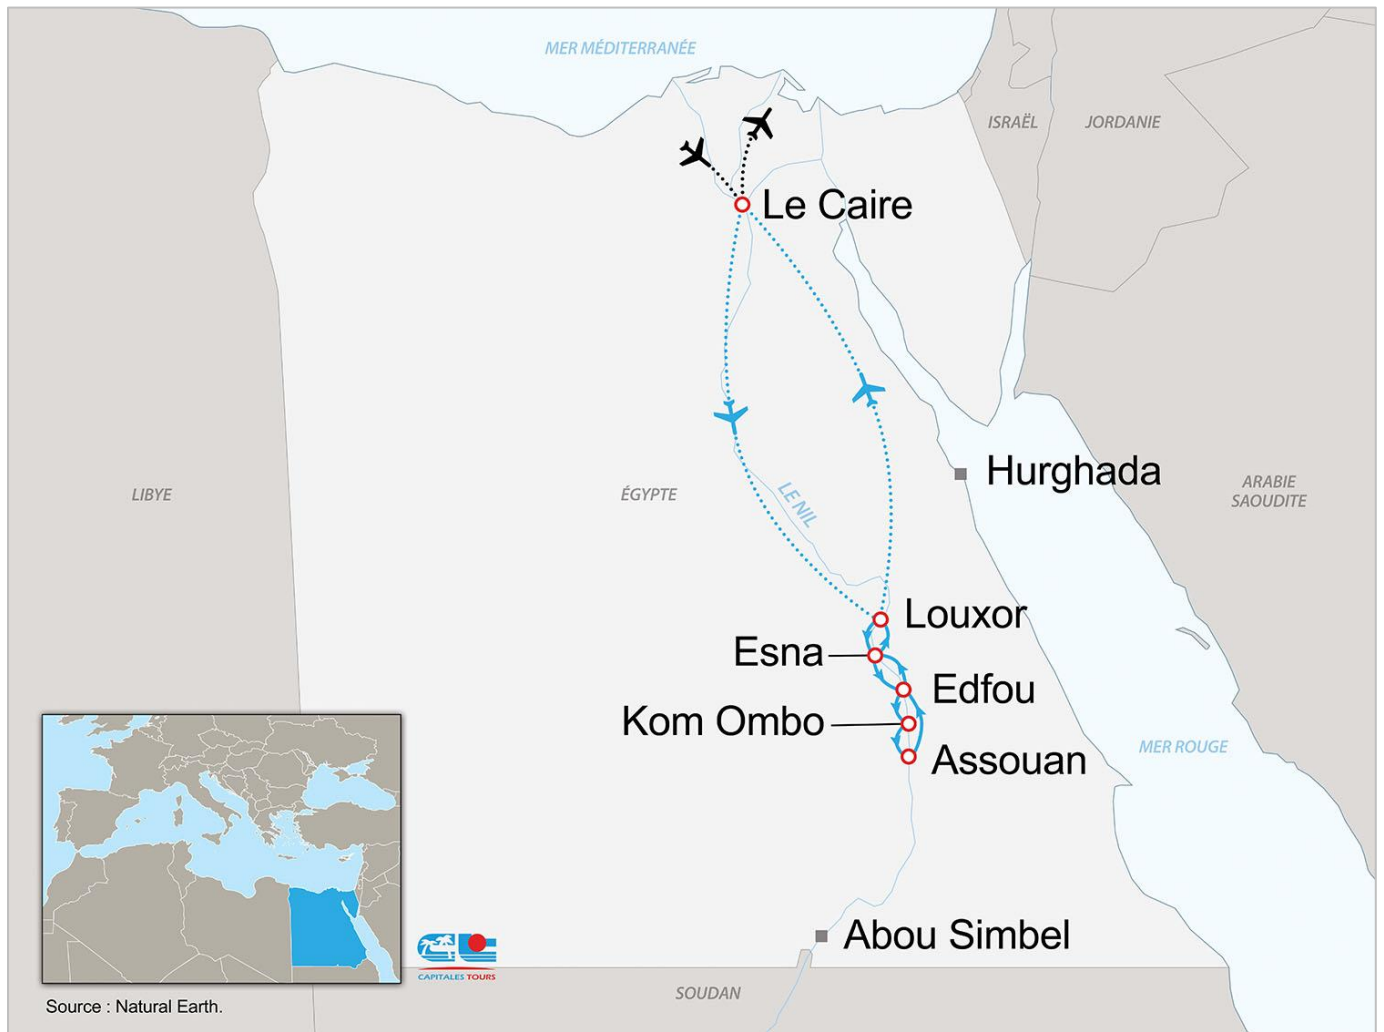 MER MÉDITERRANÉE
ISRAËL
JORDANIE
Le Caire
Hurghada
LIBYE
ÉGYPTE
LE NIL
ARABIE
SAOUDITE
Louxor
Esna
Edfou
Kom Ombo
Assouan
MER ROUGE
Abou Simbel
CAPITALES TOURS
SOUDAN
Source : Natural Earth.